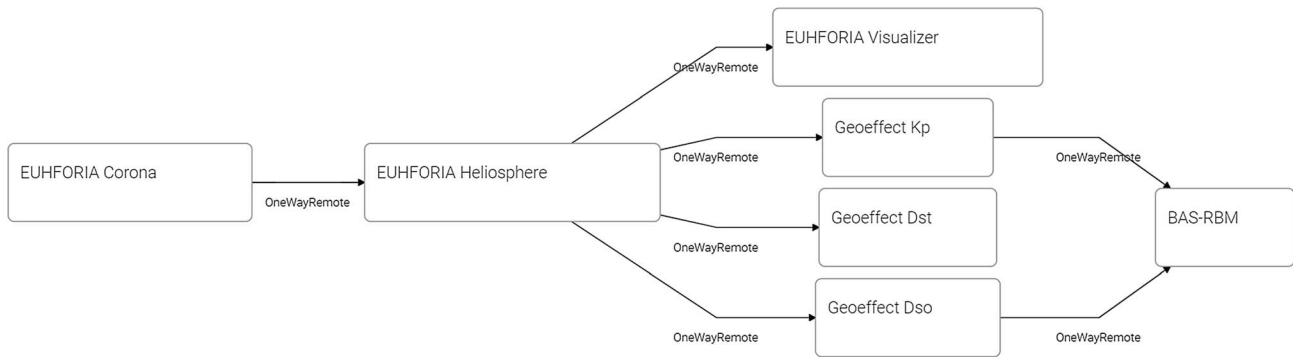 EUHFORIA Corona
OneWayRemote
EUHFORIA Heliosphere
OneWayRemote
EUHFORIA Visualizer
OneWayRemote
Geoeffect Kp
OneWayRemote
OneWayRemote
Geoeffect Dst
OneWayRemote
Geoeffect Dso
OneWayRemote
BAS-RBM